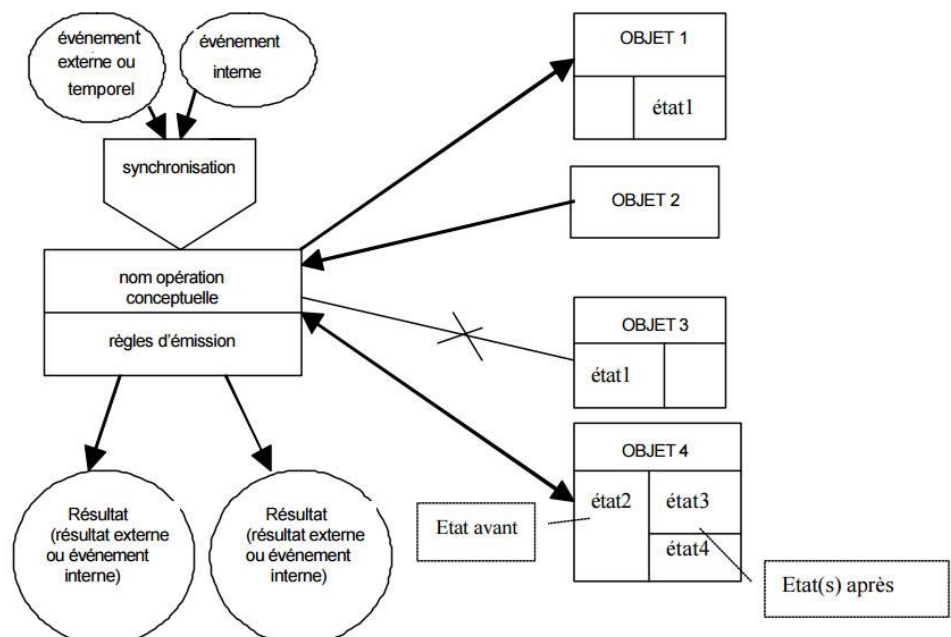 événement
externe ou
temporel
événement
interne
synchronisation
nom opération
conceptuelle
règles d'émission
Résultat
(résultat externe
ou événement
interne)
Résultat
(résultat externe
ou événement
interne)
OBJET 1
état1
OBJET 2
OBJET 3
état1
OBJET 4
état2
état3
état4
Etat avant
Etat(s) après